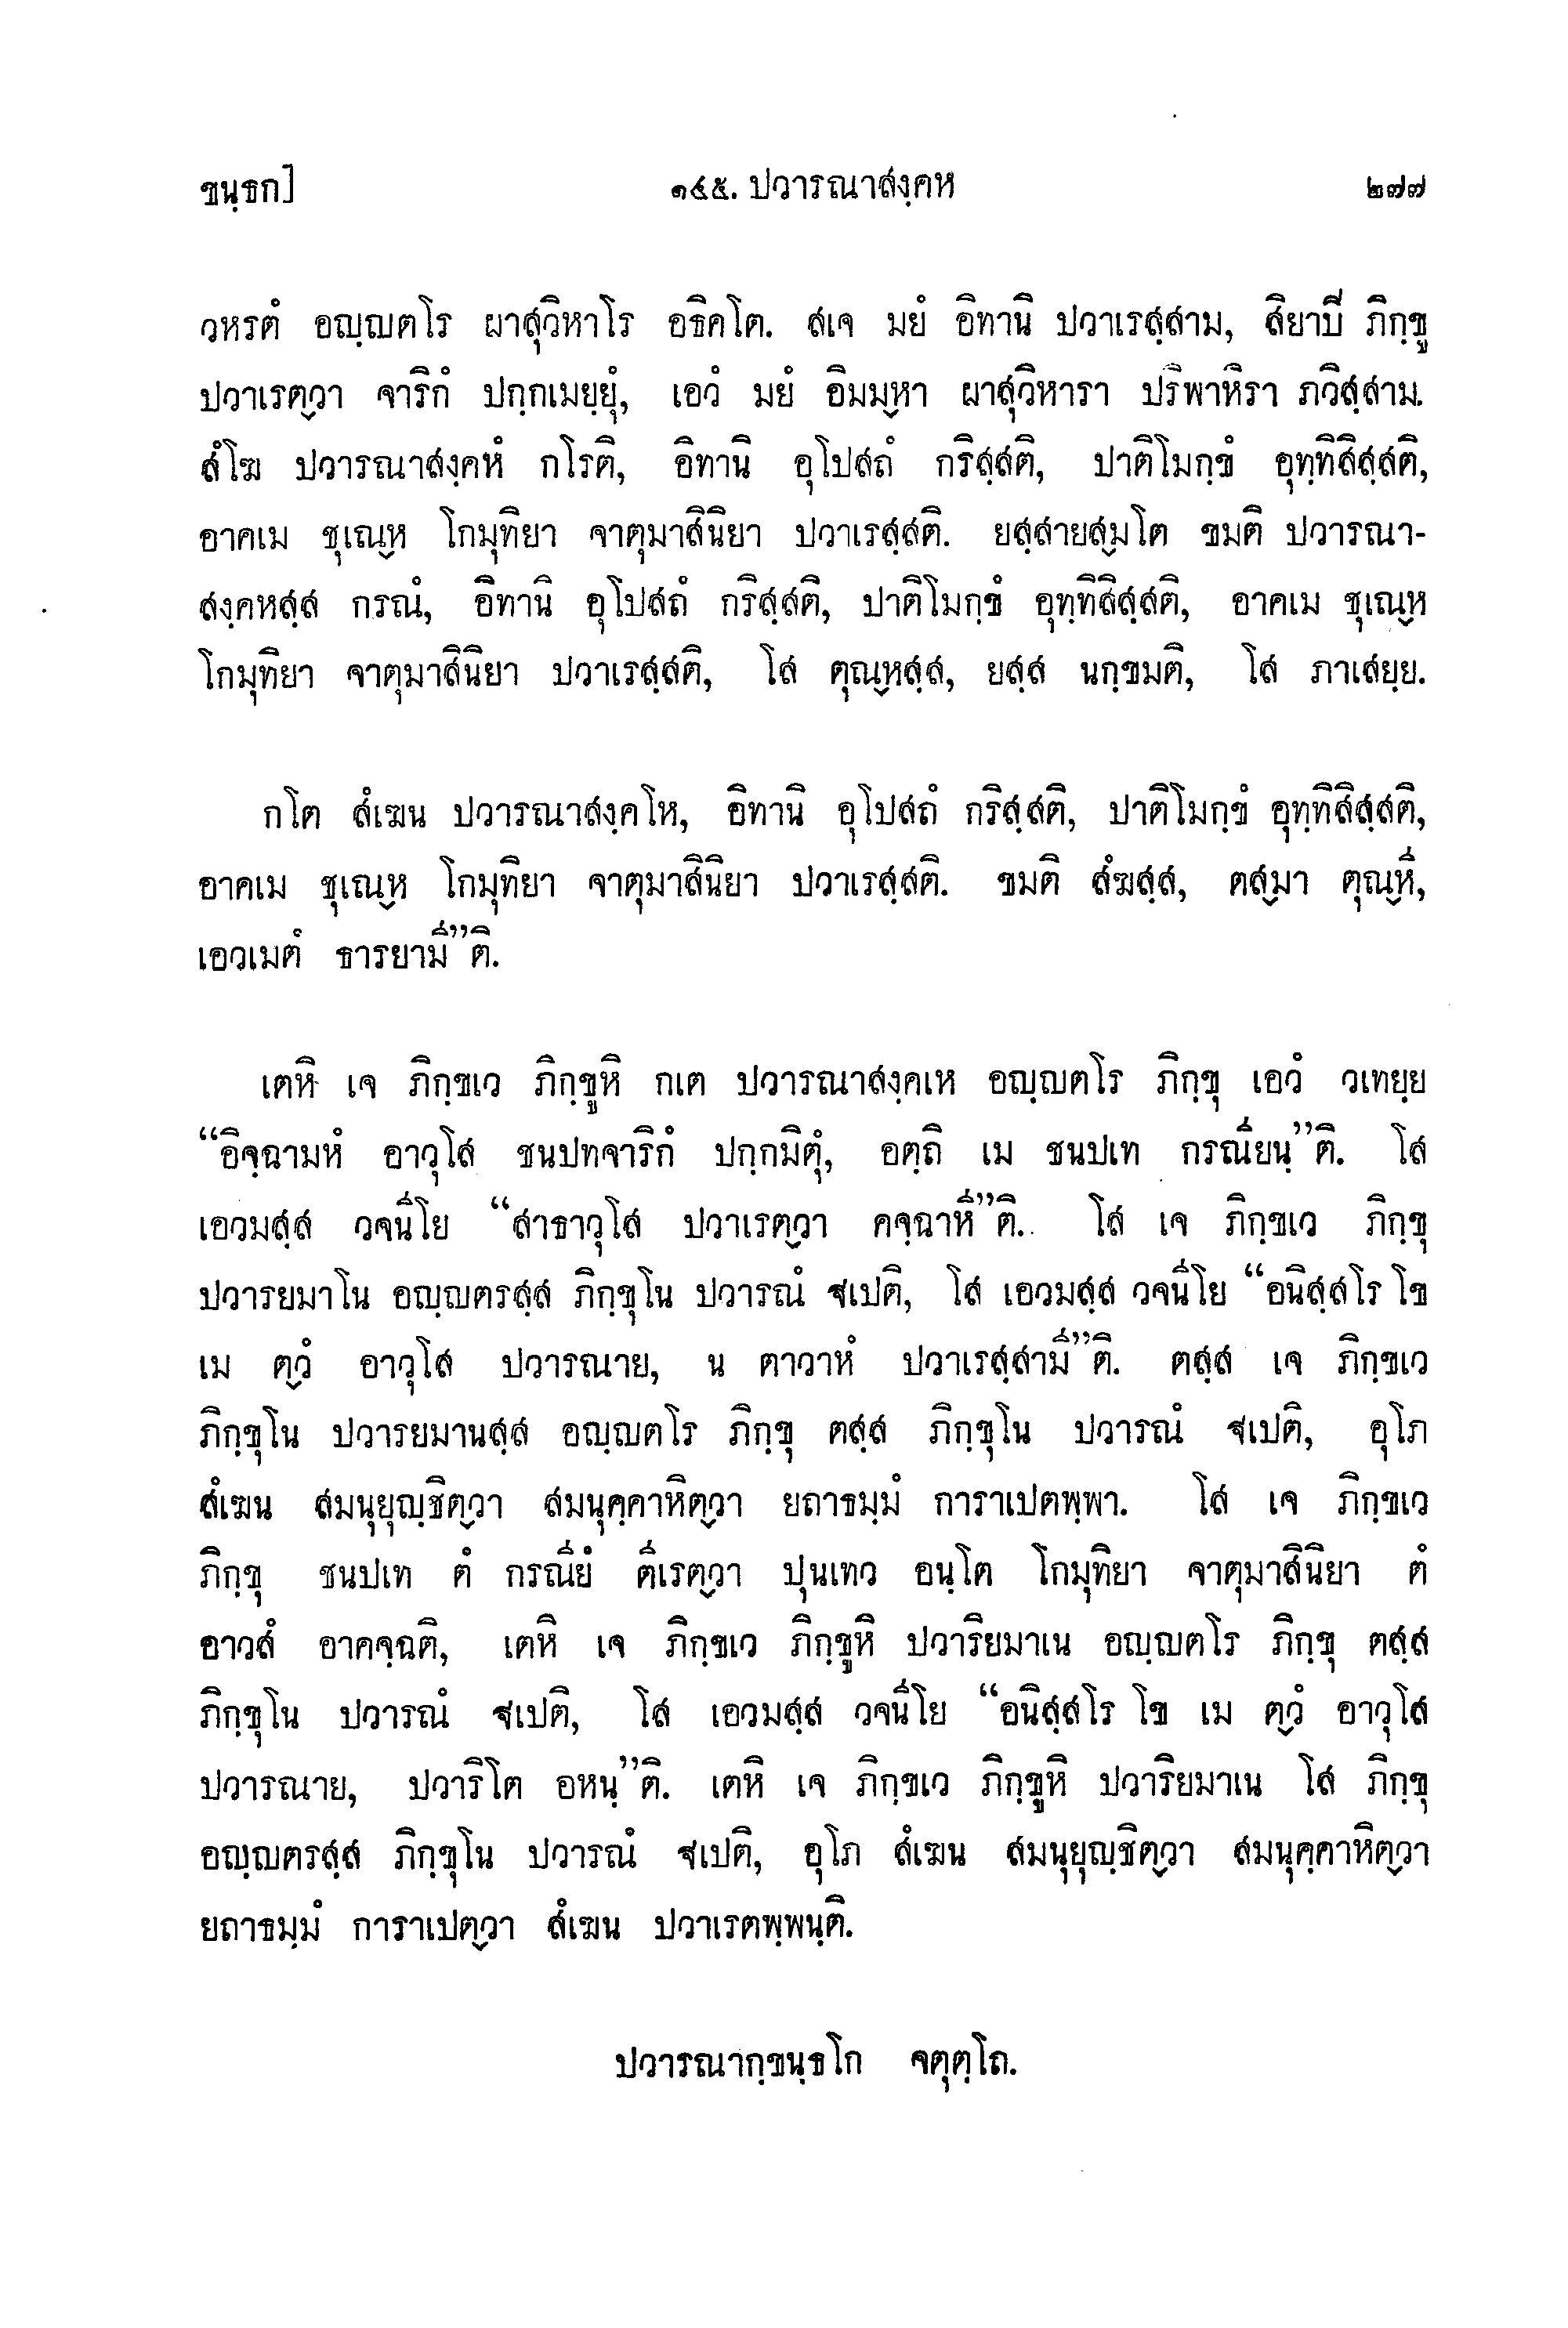 ขนฺธก] ๑๔๕. ปวารณาสงฺคห ๒๗๗
วหรตํ อญฺญตโร ผาสุวิหาโร อธิคโต. สเจ มยํ อิทานิ ปวาเรสฺสาม, สิยาปี ภิกฺขู
ปวาเรต๎วา จาริกํ ปกฺกเมยฺยุํ, เอวํ มยํ อิมม๎หา ผาสุวิหารา ปริพาหิรา ภวิสฺสาม.
สํโฆ ปวารณาสงฺคหํ กโรติ, อิทานิ อุโปสถํ กริสฺสติ, ปาติโมกฺขํ อุทฺทิสิสฺสติ,
อาคเม ชุเณ๎ห โกมุทิยา จาตุมาสินิยา ปวาเรสฺสติ. ยสฺสายส๎มโต ขมติ ปวารณา-
สงฺคหสฺส กรณํ, อิทานิ อุโปสถํ กริสฺสติ, ปาติโมกฺขํ อุทฺทิสิสฺสติ, อาคเม ชุเณ๎ห
โกมุทิยา จาตุมาสินิยา ปวาเรสฺสติ, โส ตุณ๎หสฺส, ยสฺส นกฺขมติ, โส ภาเสยฺย.
กโต สํเฆน ปวารณาสงฺคโห, อิทานิ อุโปสถํ กริสฺสติ, ปาติโมกฺขํ อุทฺทิสิสฺสติ,
อาคเม ชุเณ๎ห โกมุทิยา จาตุมาสินิยา ปวาเรสฺสติ. ขมติ สํฆสฺส, ตส๎มา ตุณ๎หี,
เอวเมตํ ธารยามี”ติ.
เตหิ เจ ภิกฺขเว ภิกฺขูหิ กเต ปวารณาสงฺคเห อญฺญตโร ภิกฺขุ เอวํ วเทยฺย
“อิจฺฉามหํ อาวุโส ชนปทจาริกํ ปกฺกมิตุํ, อตฺถิ เม ชนปเท กรณียนฺ”ติ. โส
เอวมสฺส วจนีโย “สาธาวุโส ปวาเรต๎วา คจฺฉาหี”ติ. โส เจ ภิกฺขเว ภิกฺขุ
ปวารยมาโน อญฺญตรสฺส ภิกฺขุโน ปวารณํ ฐเปติ, โส เอวมสฺส วจนีโย “อนิสฺสโร โข
เม ต๎วํ อาวุโส ปวารณาย, น ตาวาหํ ปวาเรสฺสามี”ติ. ตสฺส เจ ภิกฺขเว
ภิกฺขุโน ปวารยมานสฺส อญฺญตโร ภิกฺขุ ตสฺส ภิกฺขุโน ปวารณํ ฐเปติ, อุโภ
สํเฆน สมนุยุญฺชิต๎วา สมนุคฺคาหิต๎วา ยถาธมฺมํ การาเปตพฺพา. โส เจ ภิกฺขเว
ภิกฺขุ ชนปเท ตํ กรณียํ ตีเรต๎วา ปุนเทว อนฺโต โกมุทิยา จาตุมาสินิยา ตํ
อาวสํ อาคจฺฉติ, เตหิ เจ ภิกฺขเว ภิกฺขูหิ ปวาริยมาเน อญฺญตโร ภิกฺขุ ตสฺส
ภิกฺขุโน ปวารณํ ฐเปติ, โส เอวมสฺส วจนีโย “อนิสฺสโร โข เม ต๎วํ อาวุโส
ปวารณาย, ปวาริโต อหนฺ”ติ. เตหิ เจ ภิกฺขเว ภิกฺขูหิ ปวาริยมาเน โส ภิกฺขุ
อญฺญตรสฺส ภิกฺขุโน ปวารณํ ฐเปติ, อุโภ สํเฆน สมนุยุญฺชิต๎วา สมนุคฺคาหิต๎วา
ยถาธมฺมํ การาเปต๎วา สํเฆน ปวาเรตพฺพนฺติ.
ปวารณากฺขนฺธโก จตุตฺโถ.